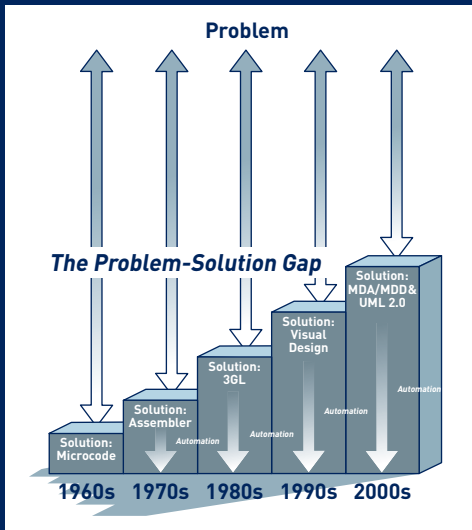 Problem
The Problem-Solution Gap
Solution:
Microcode
Solution:
Assembler
Automation
Solution:
3GL
Automation
Solution:
Visual
Design
Automation
Solution:
MDA/MDD&
UML 2.0
Automation
1960s 1970s 1980s 1990s 2000s